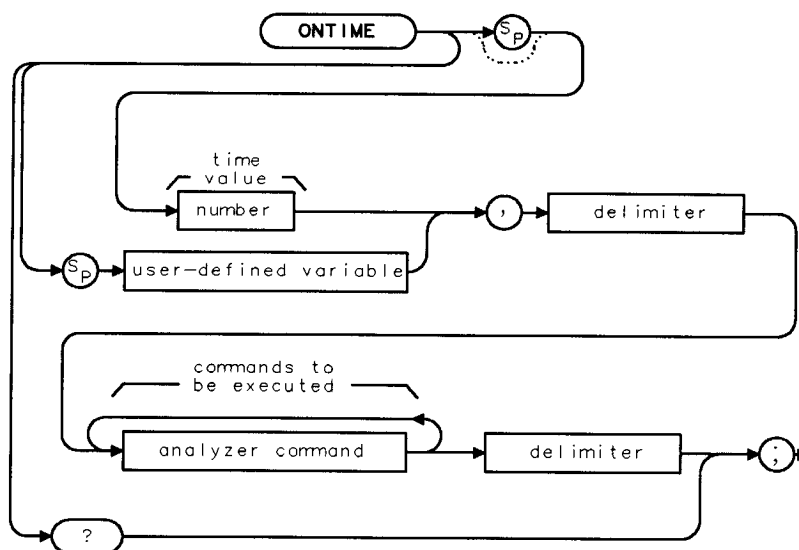 ONTIME
SP
time
value
number
,
delimiter
SP
user-defined variable
commands to
be executed
analyzer command
delimiter
;
?